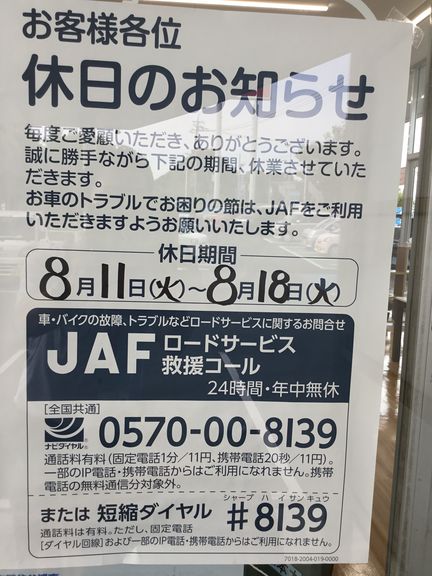 お客様各位
休日のお知らせ
毎度ご愛顧いただき、ありがとうございます。
誠に勝手ながら下記の期間、休業させていた
だきます。
お車のトラブルでお困りの節は、JAFをご利用
いただきますようお願いいたします。
休日期間
8月11日(火)~8月18日(火)
車・バイクの故障、トラブルなどロードサービスに関するお問合せ
JAF ロードサービス
救援コール
24時間・年中無休
[全国共通]
ナビダイヤル® 0570-00-8139
通話料有料(固定電話1分/11円、携帯電話20秒/11円)。
一部のIP電話・携帯電話からはご利用になれません。携帯
電話の無料通信分対象外。
シャープ ハイ サンキュウ
または 短縮ダイヤル #8139
通話料は有料。ただし、固定電話
[ダイヤル回線]および一部のIP電話・携帯電話からはご利用になれません。
7018-2004-019-0000